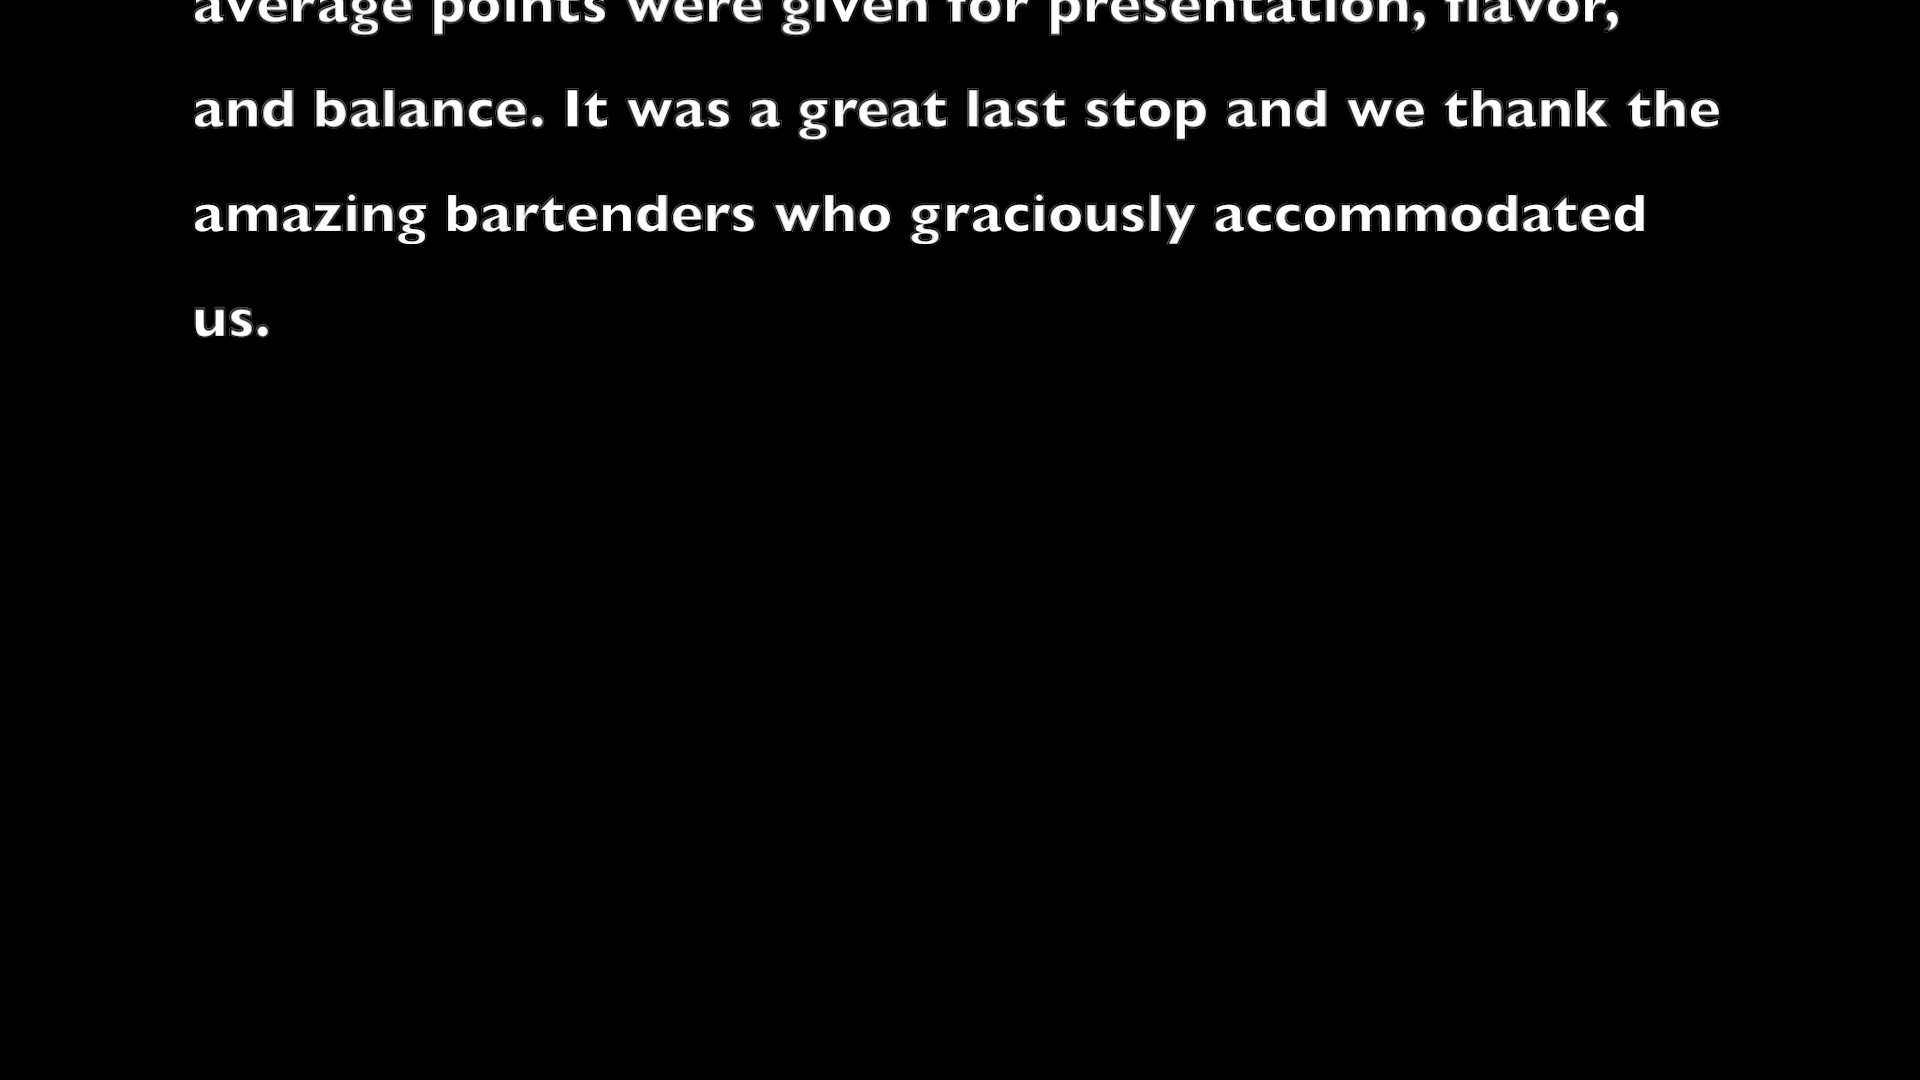 average points were given for presentation, flavor,
and balance. It was a great last stop and we thank the
amazing bartenders who graciously accommodated
us.